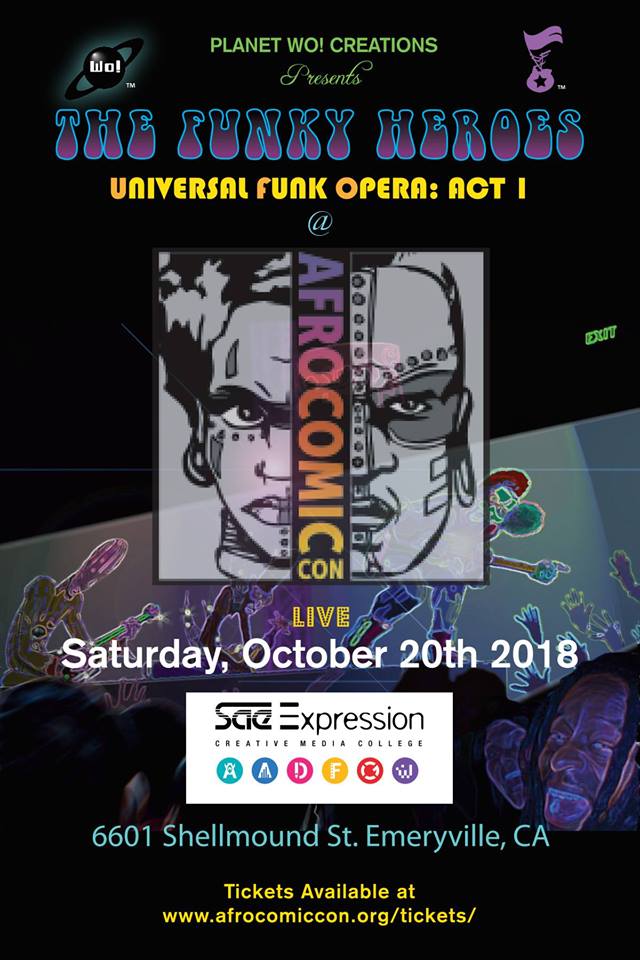 Wo!
TM
PLANET WO! CREATIONS
Presents
TM
THE FUNKY HEROES
UNIVERSAL FUNK OPERA: ACT 1
@
AFROCOMIC
CON
EXIT
LIVE
Saturday, October 20th 2018
sae Expression
CREATIVE MEDIA COLLEGE
6601 Shellmound St. Emeryville, CA
Tickets Available at
www.afrocomiccon.org/tickets/